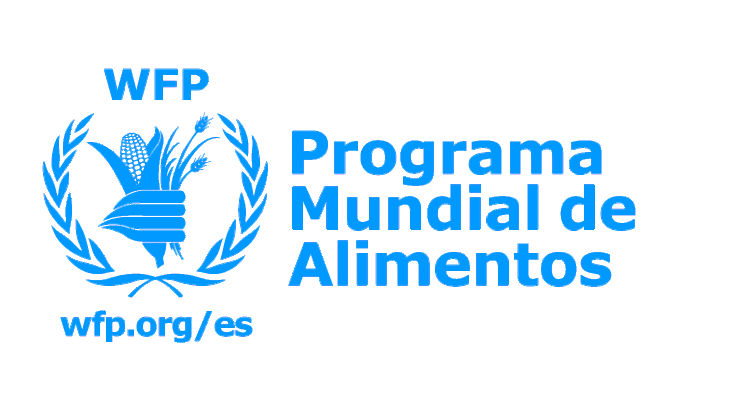 WFP
wfp.org/es
Programa
Mundial de
Alimentos